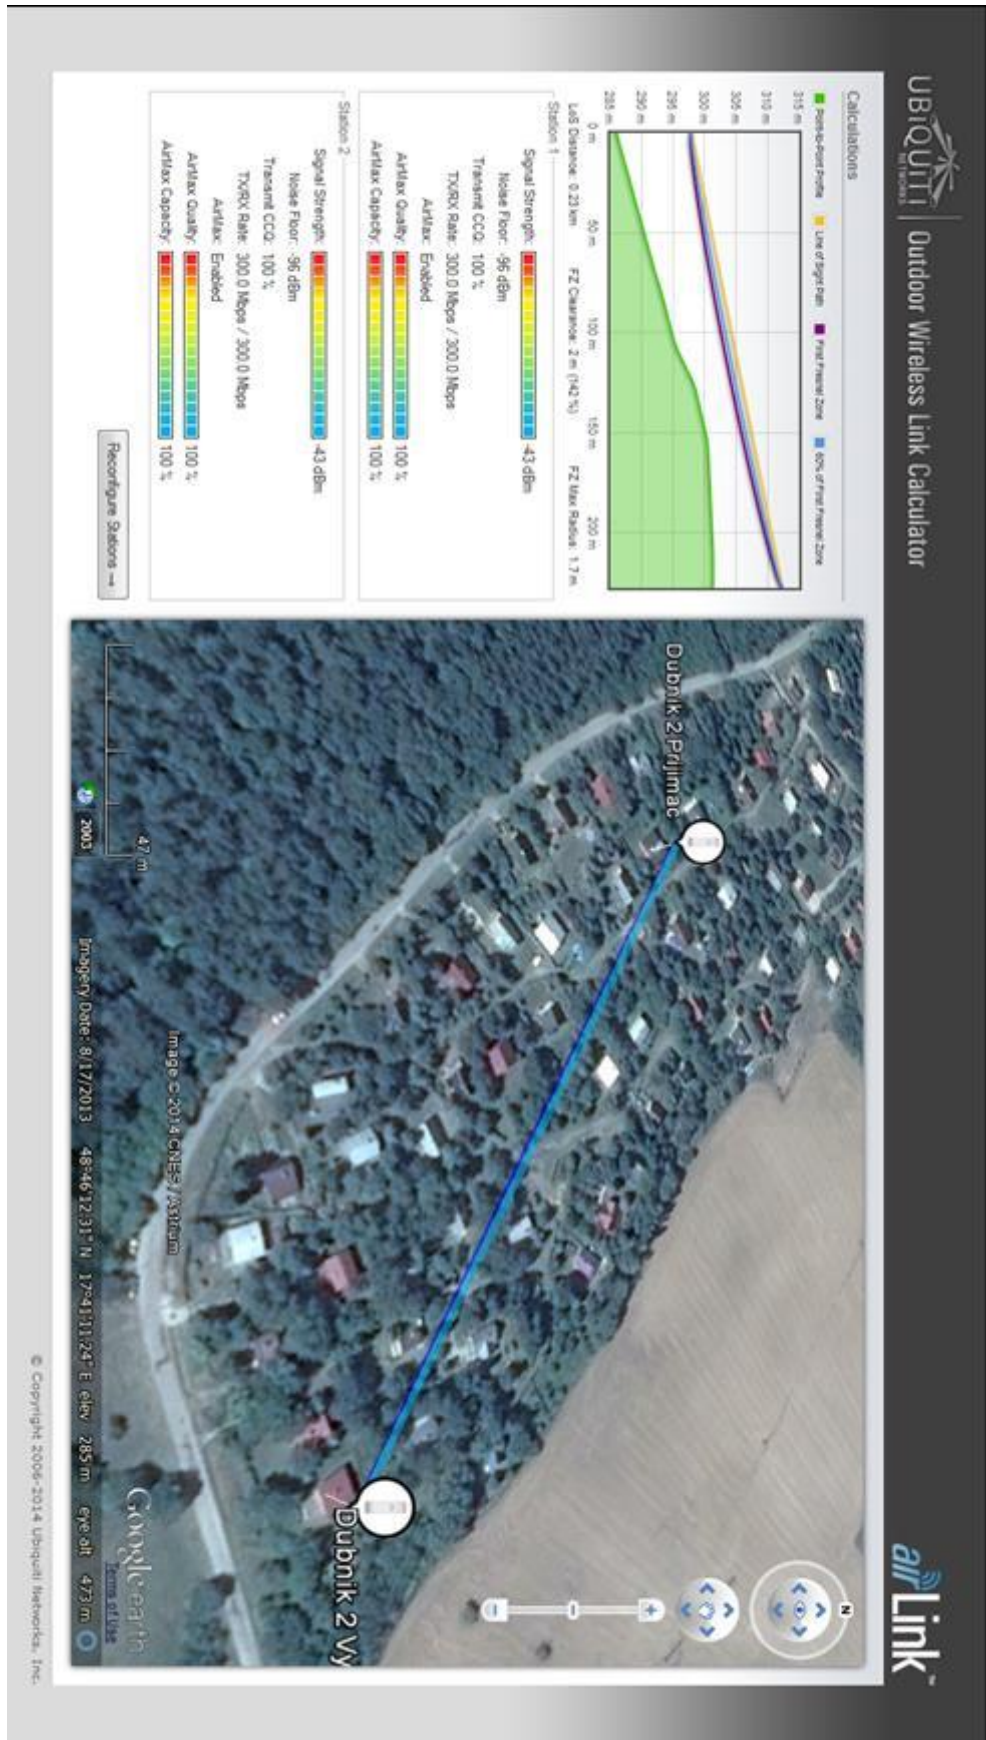 UBIQUITI
NETWORKS
Outdoor Wireless Link Calculator
airLink™
Calculations
Point-to-Point Profile
Line of Sight Path
First Fresnel Zone
60% of First Fresnel Zone
315 m
310 m
305 m
300 m
295 m
290 m
285 m
0 m
50 m
100 m
150 m
200 m
LoS Distance: 0.23 km
FZ Clearance: 2 m (142 %)
FZ Max Radius: 1.7 m
Station 1
Signal Strength: -43 dBm
Noise Floor: -96 dBm
Transmit CCQ: 100 %
TX/RX Rate: 300.0 Mbps / 300.0 Mbps
AirMax: Enabled
AirMax Quality: 100 %
AirMax Capacity: 100 %
Station 2
Signal Strength: -43 dBm
Noise Floor: -96 dBm
Transmit CCQ: 100 %
TX/RX Rate: 300.0 Mbps / 300.0 Mbps
AirMax: Enabled
AirMax Quality: 100 %
AirMax Capacity: 100 %
Reconfigure Stations →
N
Dubnik 2 Prijimac
Dubnik 2 Vy
Image © 2014 CNES / Astrium
47 m
Google earth
2003
Imagery Date: 8/17/2013
48°46'12.31" N
17°41'11.24" E
elev 285 m
eye alt 473 m
Terms of Use
© Copyright 2006-2014 Ubiquiti Networks, Inc.